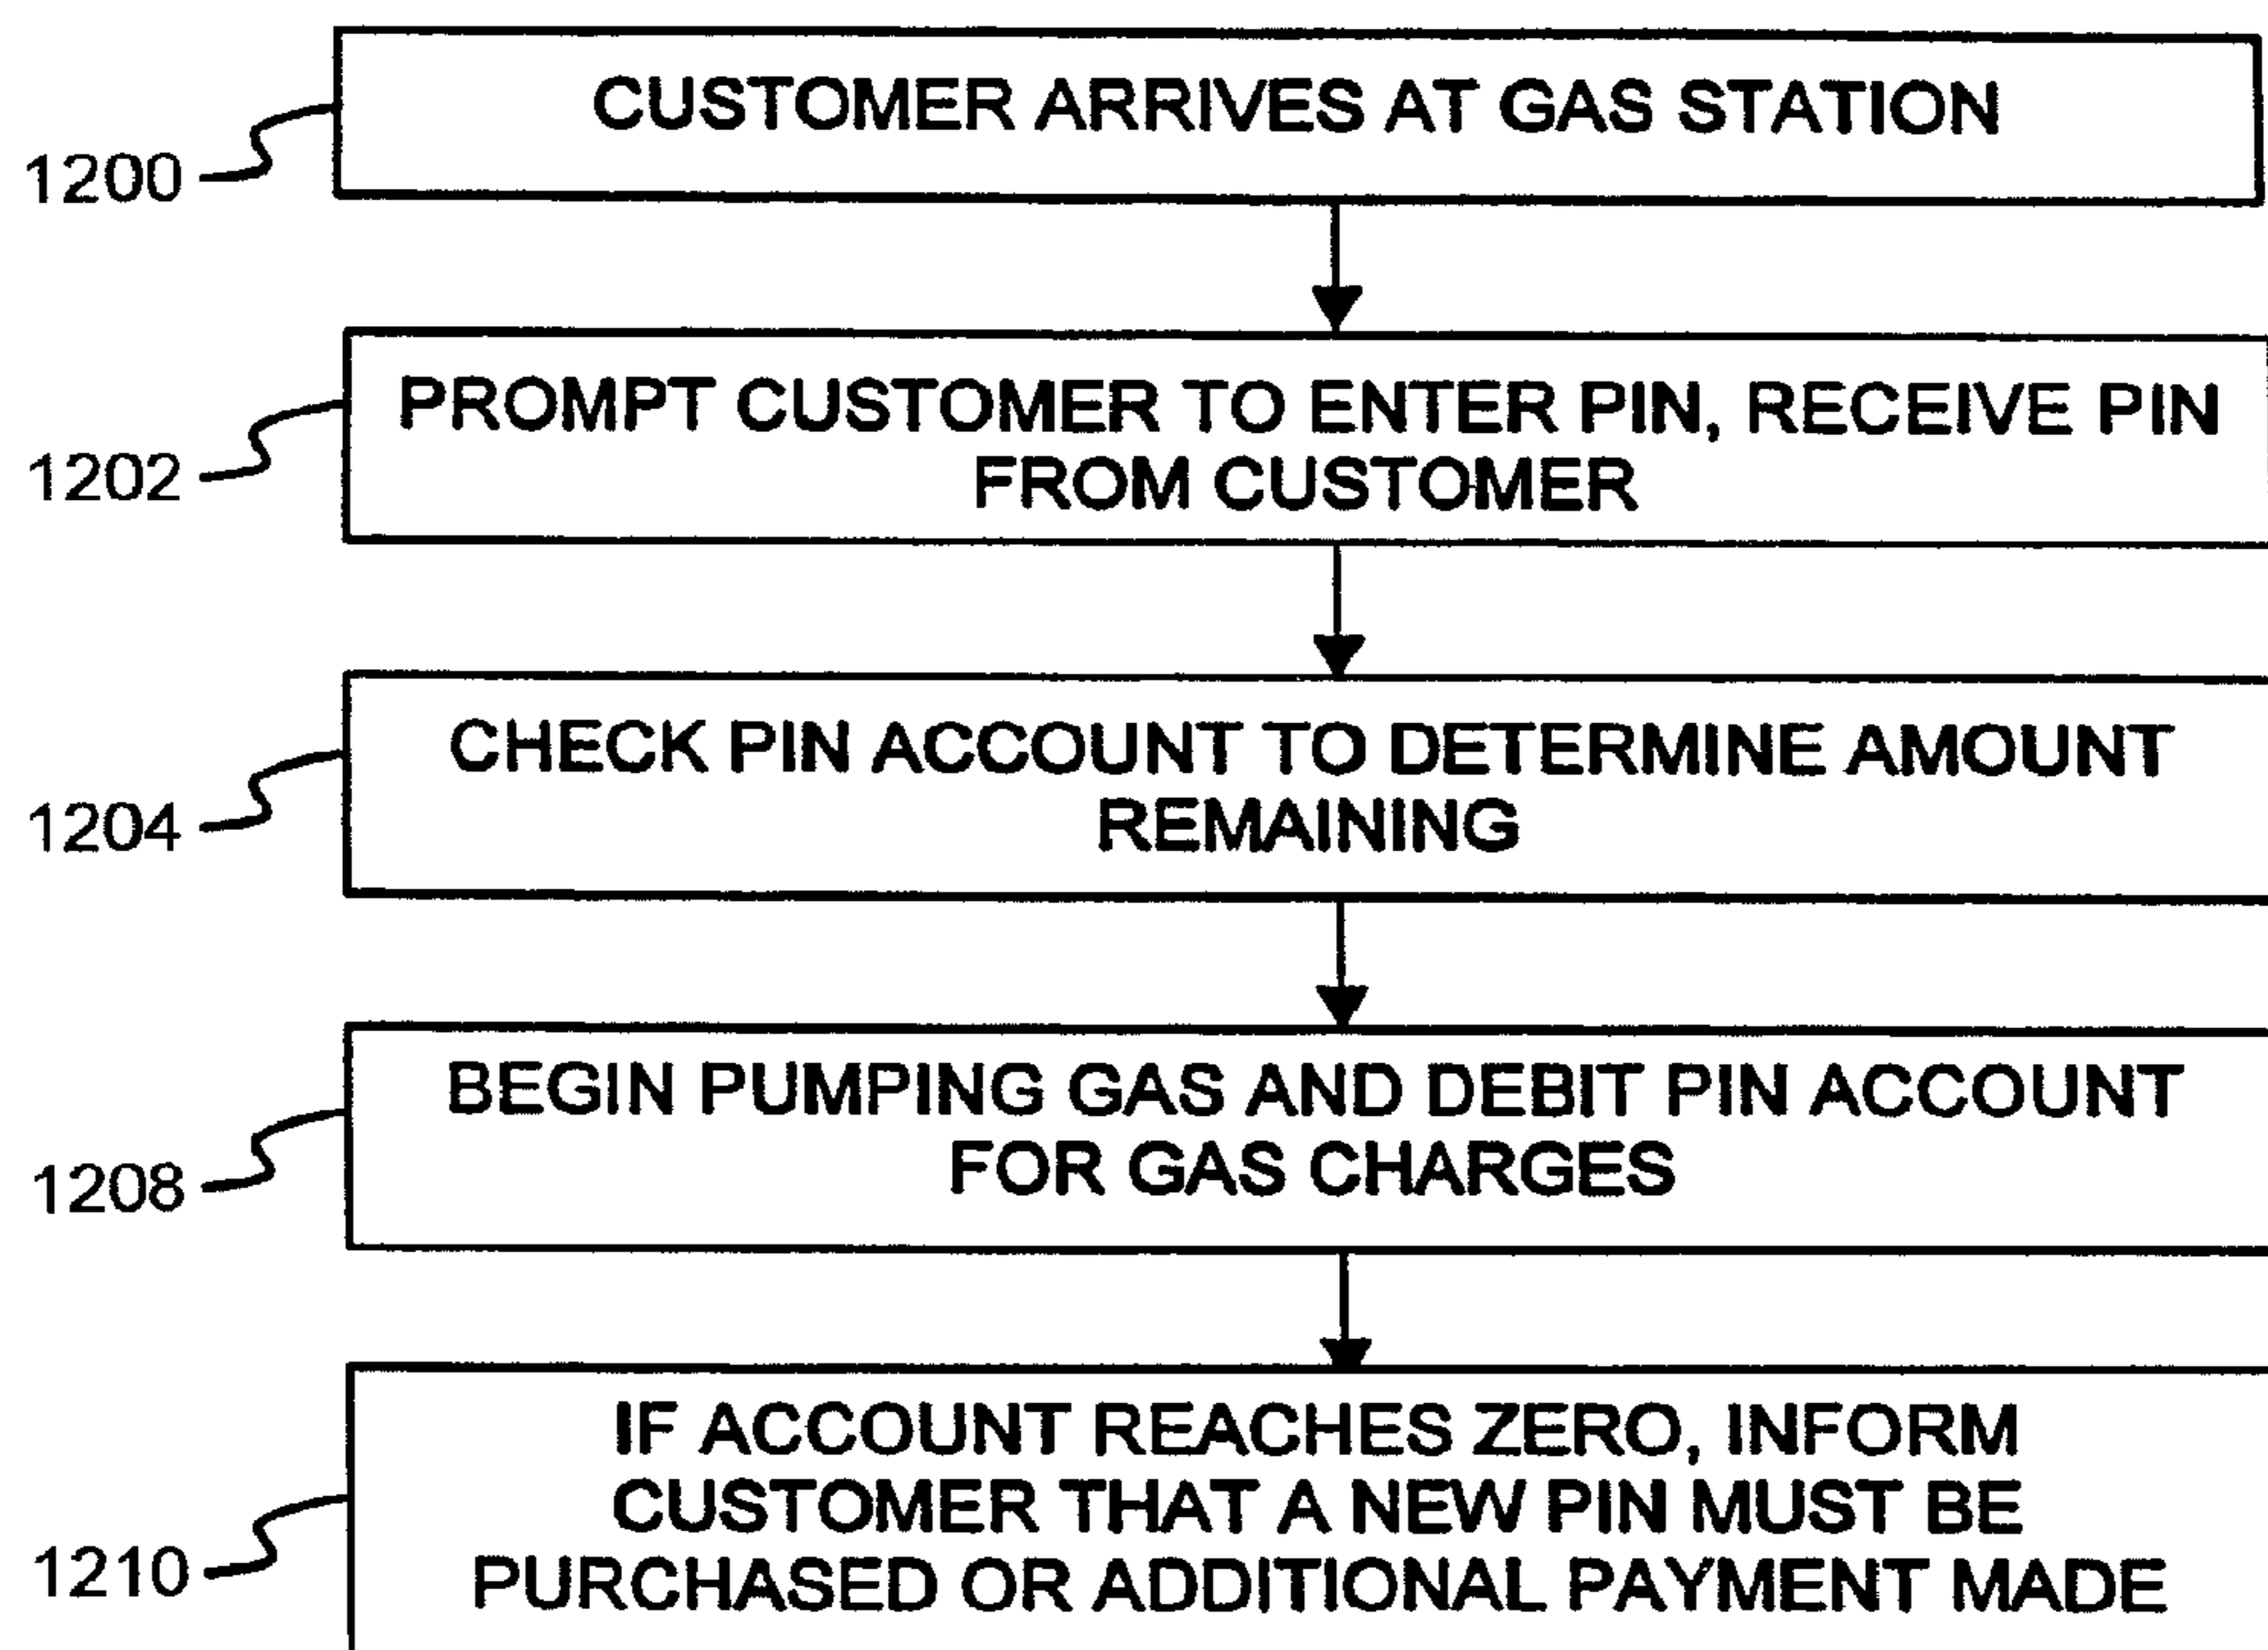 CUSTOMER ARRIVES AT GAS STATION
1200
PROMPT CUSTOMER TO ENTER PIN, RECEIVE PIN
FROM CUSTOMER
1202
CHECK PIN ACCOUNT TO DETERMINE AMOUNT
REMAINING
1204
BEGIN PUMPING GAS AND DEBIT PIN ACCOUNT
FOR GAS CHARGES
1208
IF ACCOUNT REACHES ZERO, INFORM
CUSTOMER THAT A NEW PIN MUST BE
PURCHASED OR ADDITIONAL PAYMENT MADE
1210